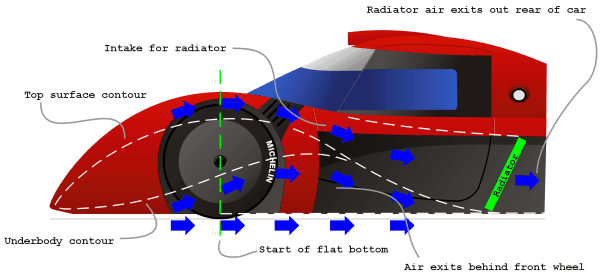 Radiator air exits out rear of car
Intake for radiator
Top surface contour
MICHELIN
Radiator
Underbody contour
Start of flat bottom
Air exits behind front wheel